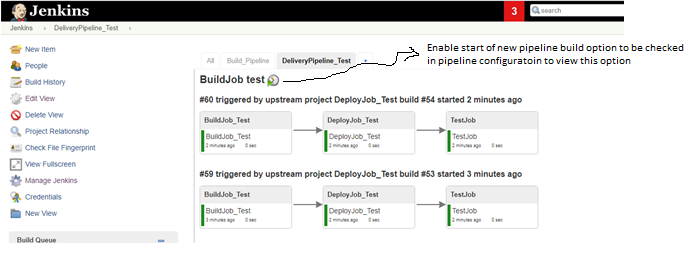 Jenkins
3
search
Jenkins › DeliveryPipeline_Test ›
New Item
People
Build History
Edit View
Delete View
Project Relationship
Check File Fingerprint
View Fullscreen
Manage Jenkins
Credentials
New View
Build Queue
All Build_Pipeline DeliveryPipeline_Test +
Enable start of new pipeline build option to be checked
in pipeline configuratoin to view this option
BuildJob test
#60 triggered by upstream project DeployJob_Test build #54 started 2 minutes ago
BuildJob_Test DeployJob_Test TestJob
BuildJob_Test DeployJob_Test TestJob
2 minutes ago 0 sec 2 minutes ago 0 sec 2 minutes ago 0 sec
#59 triggered by upstream project DeployJob_Test build #53 started 3 minutes ago
BuildJob_Test DeployJob_Test TestJob
BuildJob_Test DeployJob_Test TestJob
3 minutes ago 0 sec 2 minutes ago 0 sec 2 minutes ago 0 sec